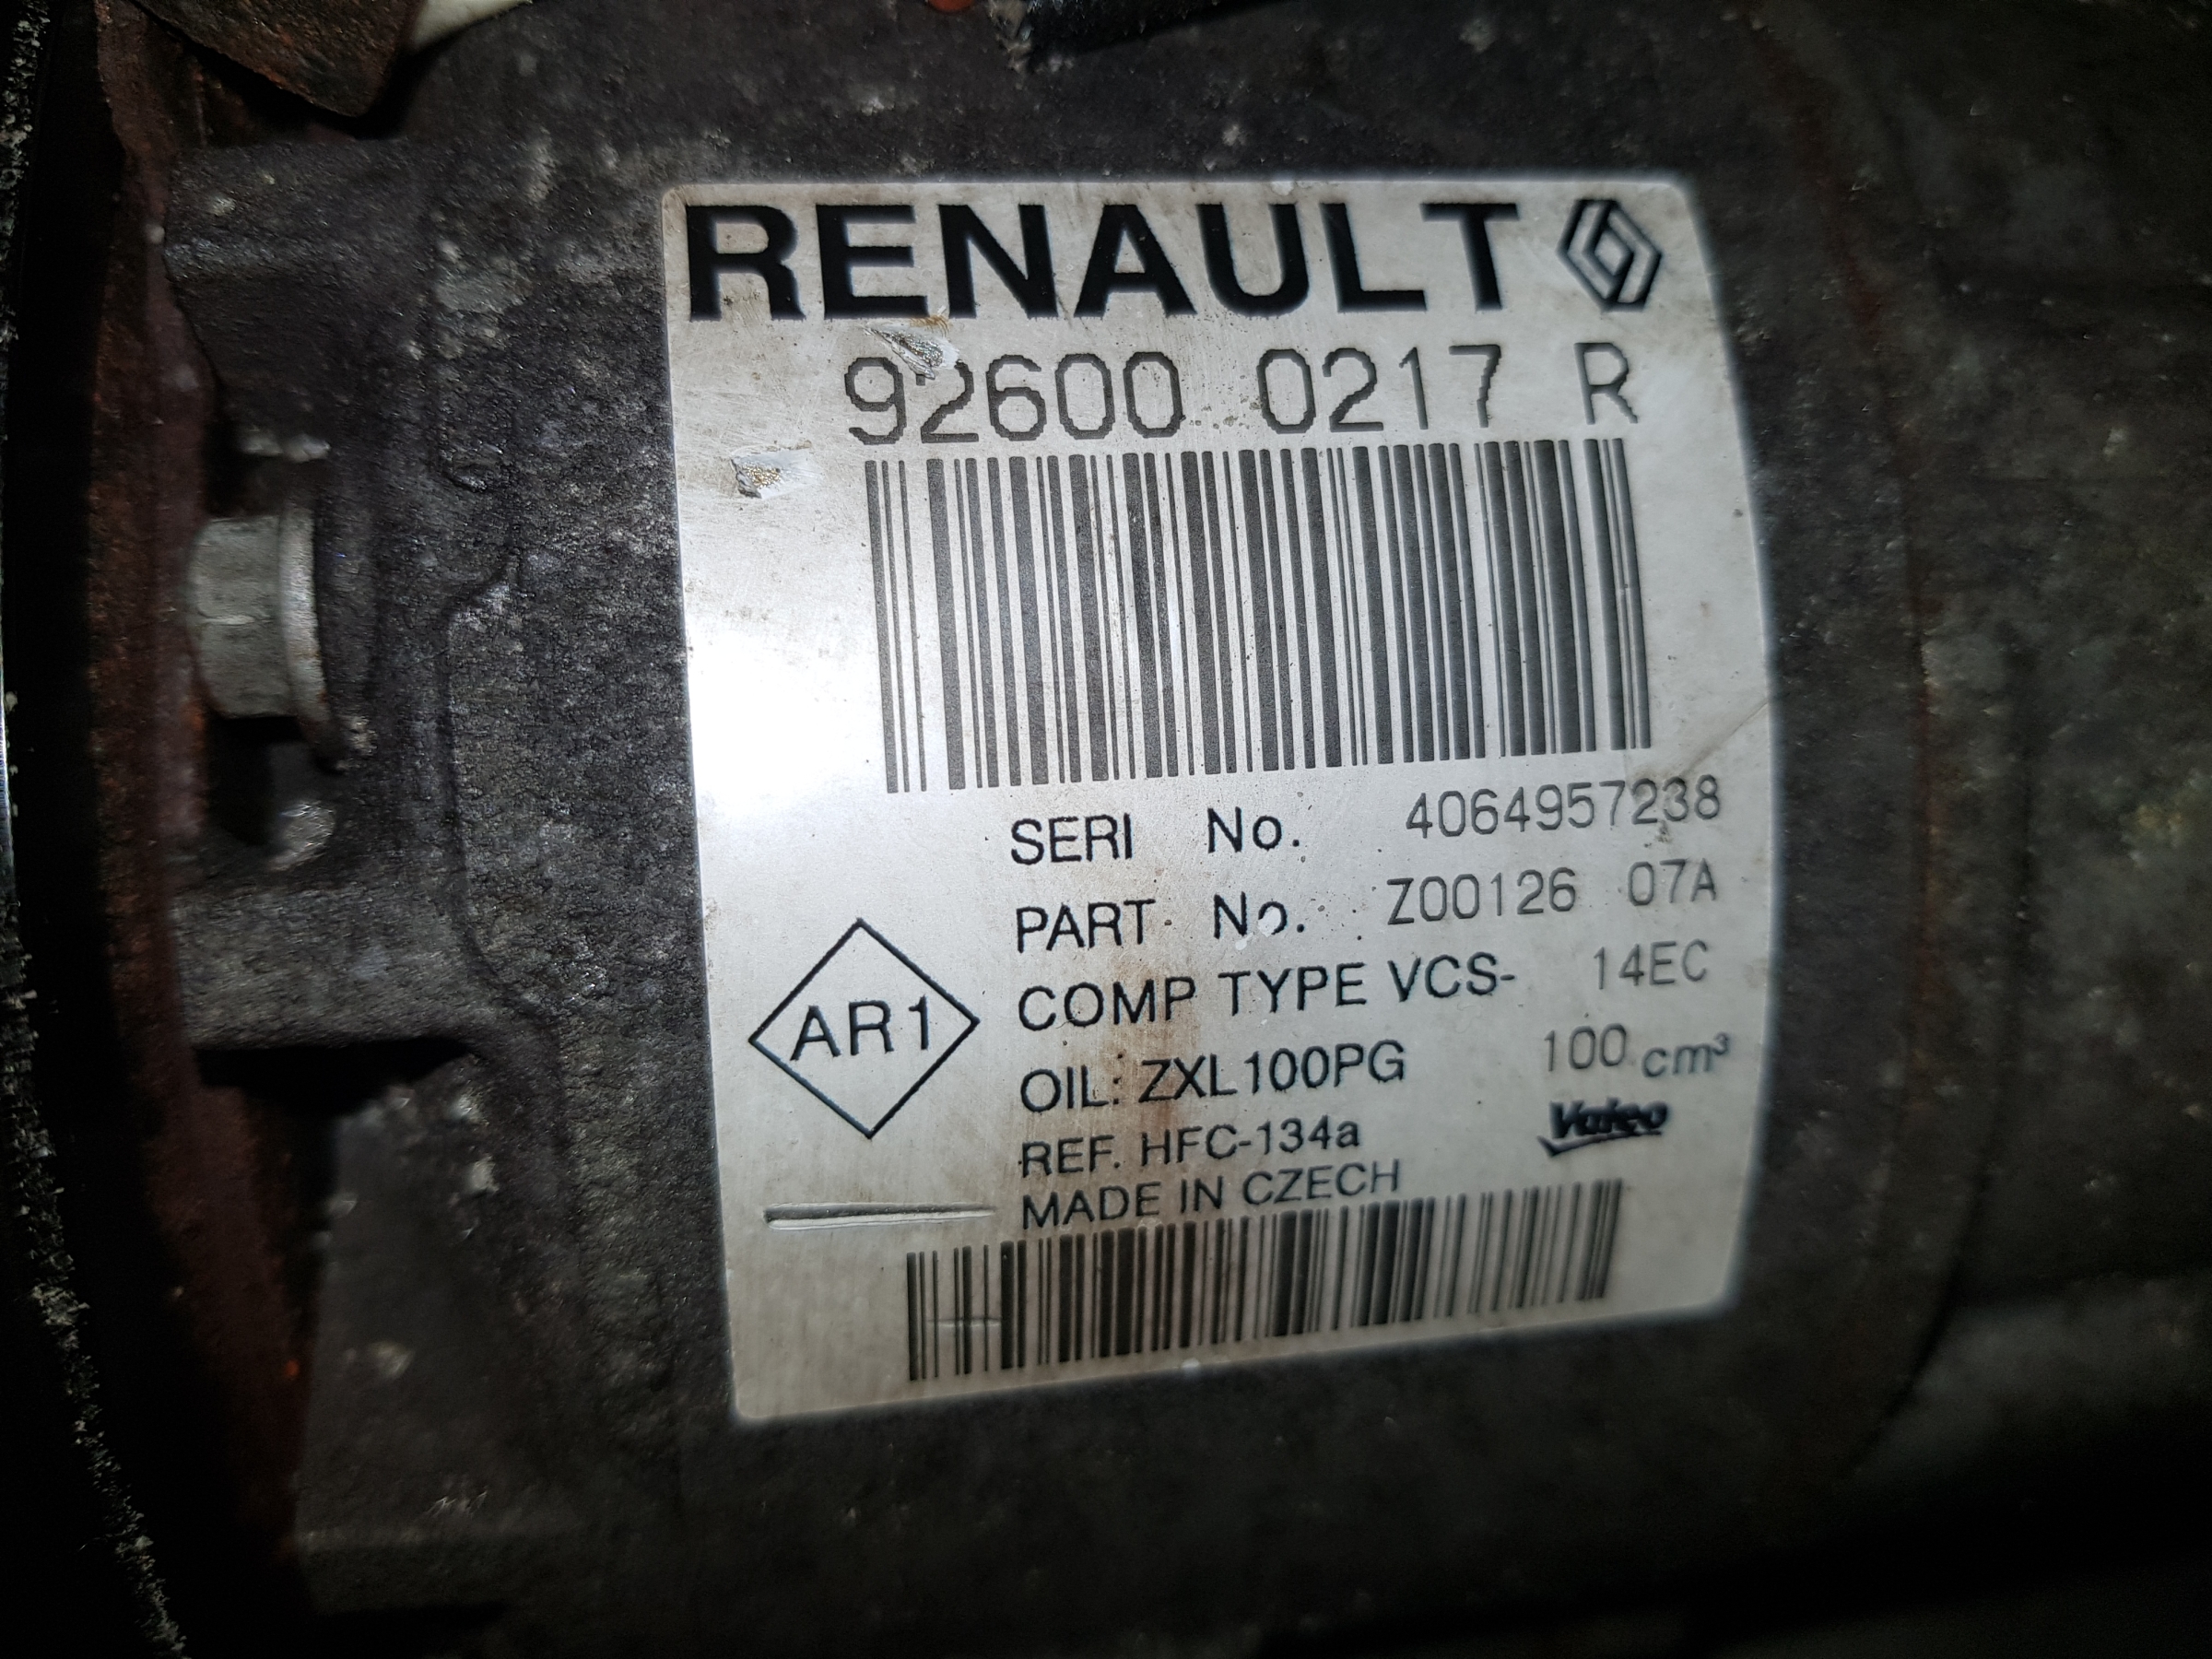 RENAULT
92600 0217 R
SERI No. 4064957238
PART No. Z00126 07A
COMP TYPE VCS- 14EC
AR1
OIL: ZXL100PG 100 cm³
REF. HFC-134a Valeo
MADE IN CZECH